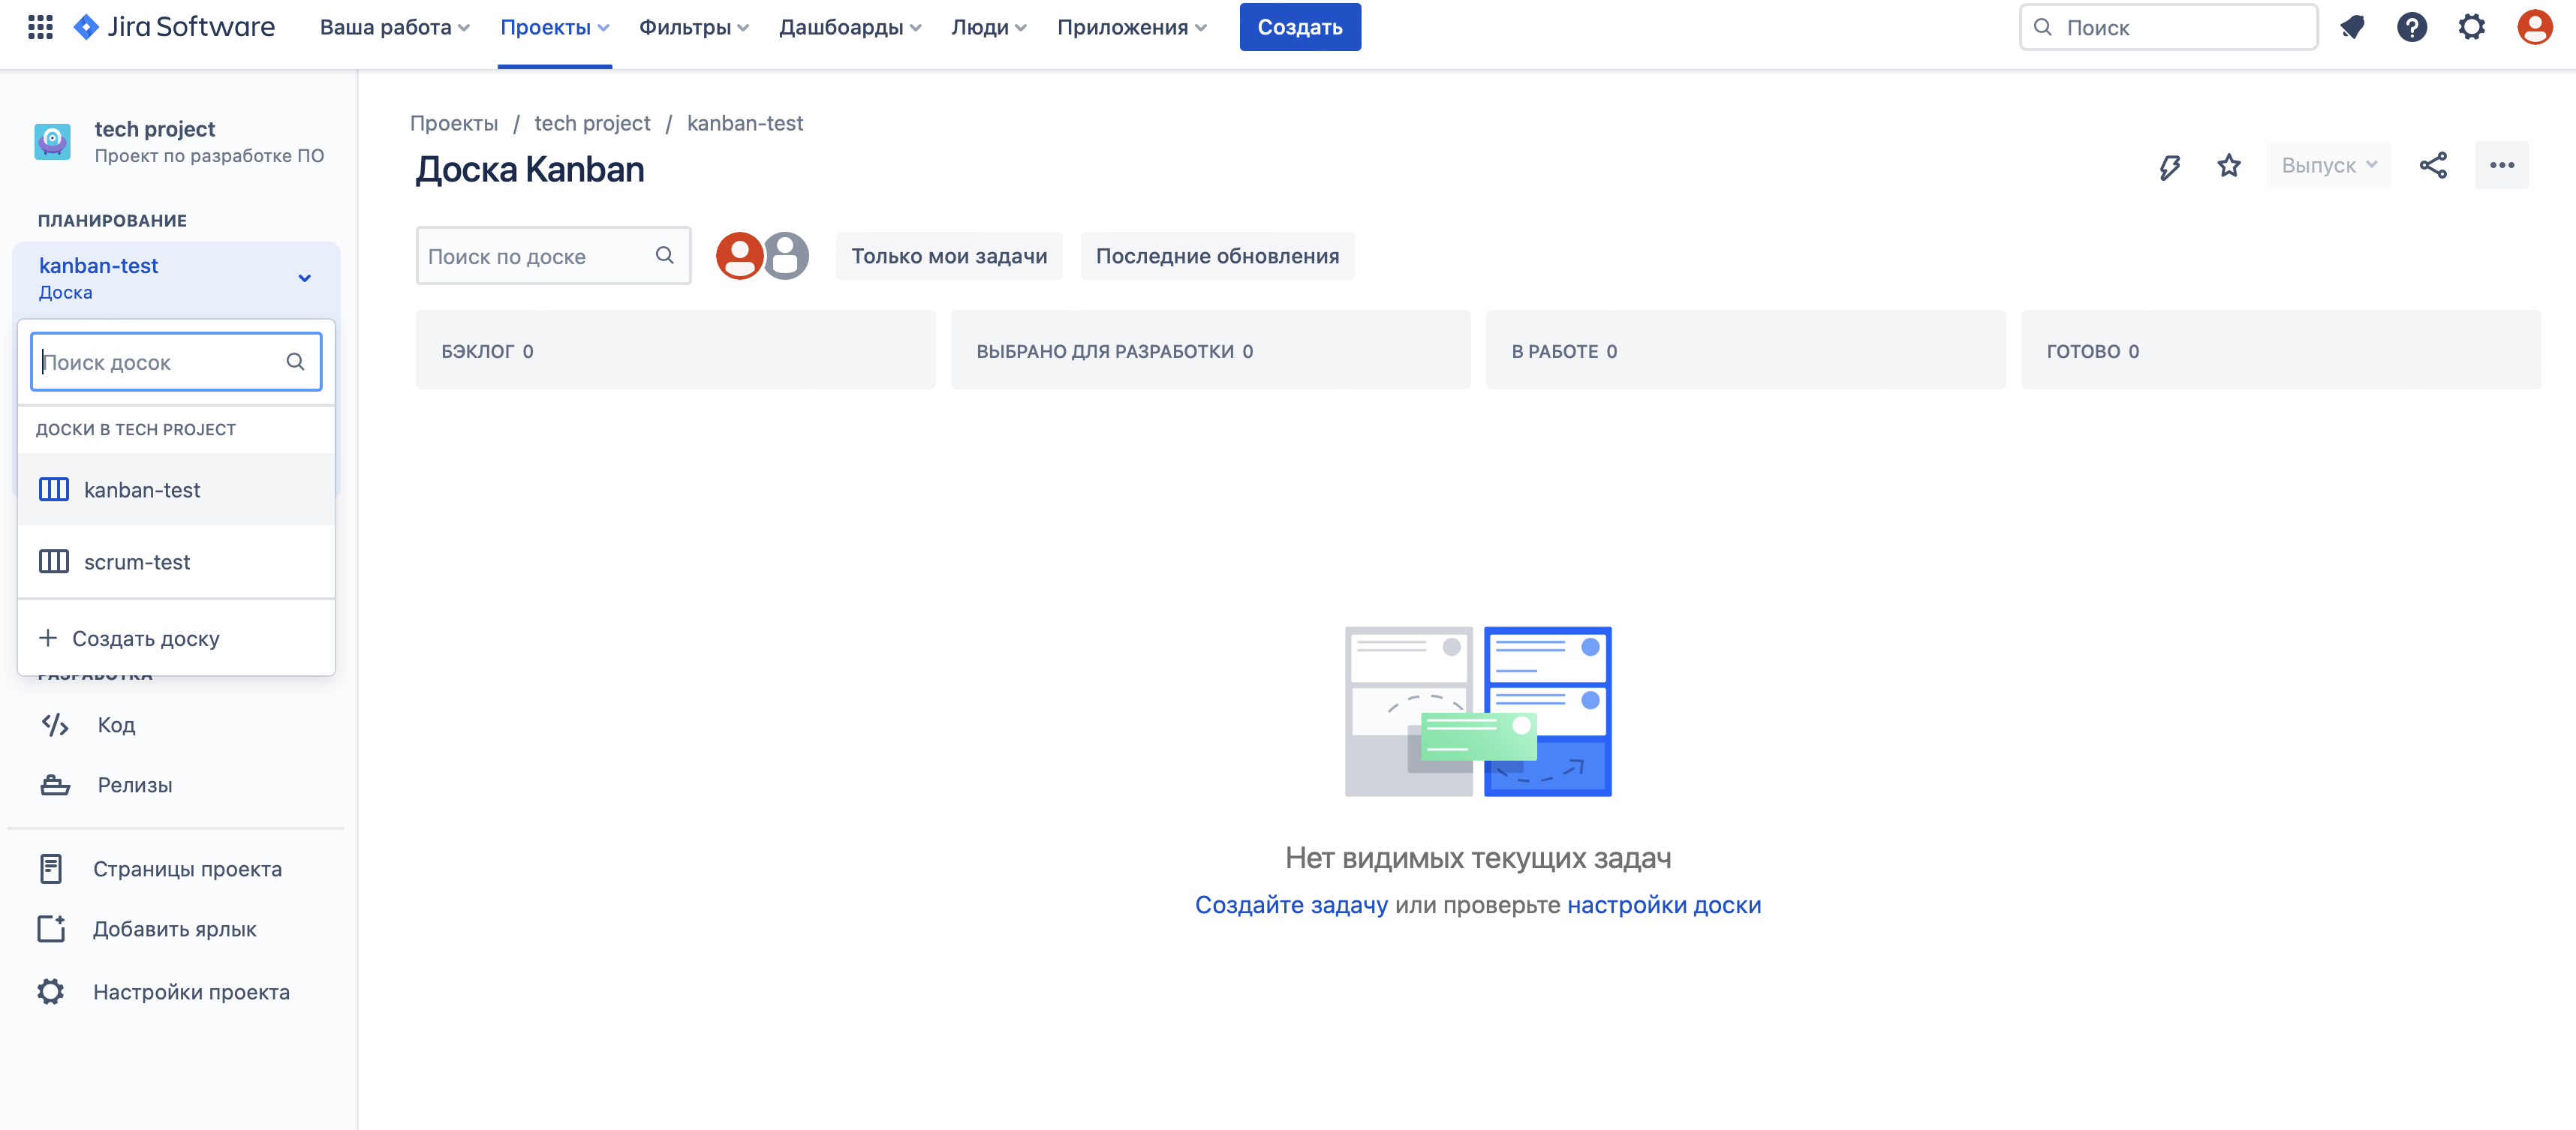 Jira Software
Ваша работа
Проекты
Фильтры
Дашборды
Люди
Приложения
Создать
Поиск
tech project
Проект по разработке ПО
ПЛАНИРОВАНИЕ
kanban-test
Доска
Поиск досок
ДОСКИ В TECH PROJECT
kanban-test
scrum-test
Создать доску
РАЗРАБОТКА
Код
Релизы
Страницы проекта
Добавить ярлык
Настройки проекта
Проекты / tech project / kanban-test
Доска Kanban
Выпуск
Поиск по доске
Только мои задачи
Последние обновления
БЭКЛОГ 0
ВЫБРАНО ДЛЯ РАЗРАБОТКИ 0
В РАБОТЕ 0
ГОТОВО 0
Нет видимых текущих задач
Создайте задачу или проверьте настройки доски